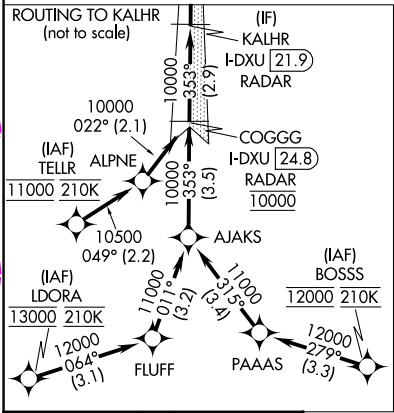 ROUTING TO KALHR
(not to scale)
(IF)
KALHR
I-DXU 21.9
RADAR
10000
353°
(2.9)
10000
022° (2.1)
COGGG
I-DXU 24.8
RADAR
10000
(IAF)
TELLR
11000 210K
ALPNE
10000
353°
(3.5)
10500
049° (2.2)
AJAKS
(IAF)
LDORA
13000 210K
11000
011°
(3.2)
11000
315°
(3.4)
(IAF)
BOSSS
12000 210K
12000
064°
(3.1)
FLUFF
PAAAS
12000
279°
(3.3)